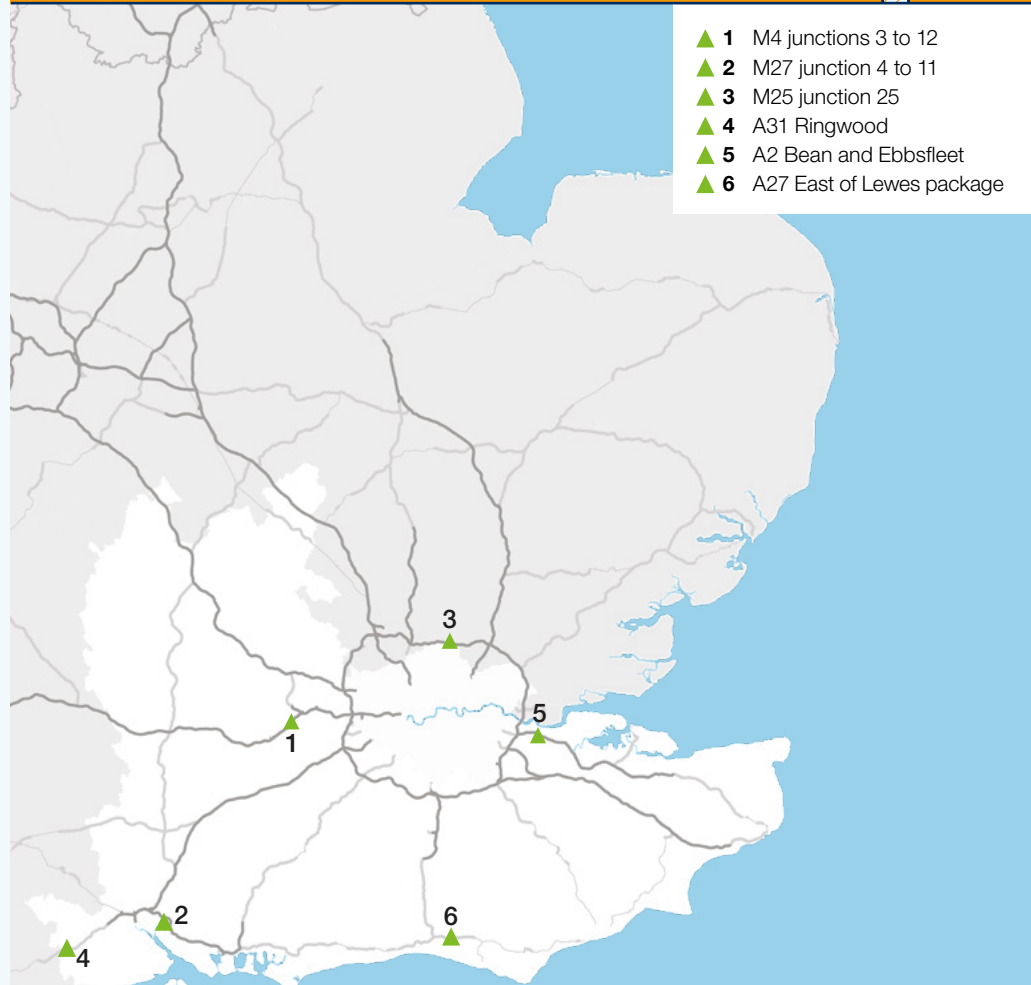 1 M4 junctions 3 to 12
2 M27 junction 4 to 11
3 M25 junction 25
4 A31 Ringwood
5 A2 Bean and Ebbsfleet
6 A27 East of Lewes package
3
5
1
2
6
4